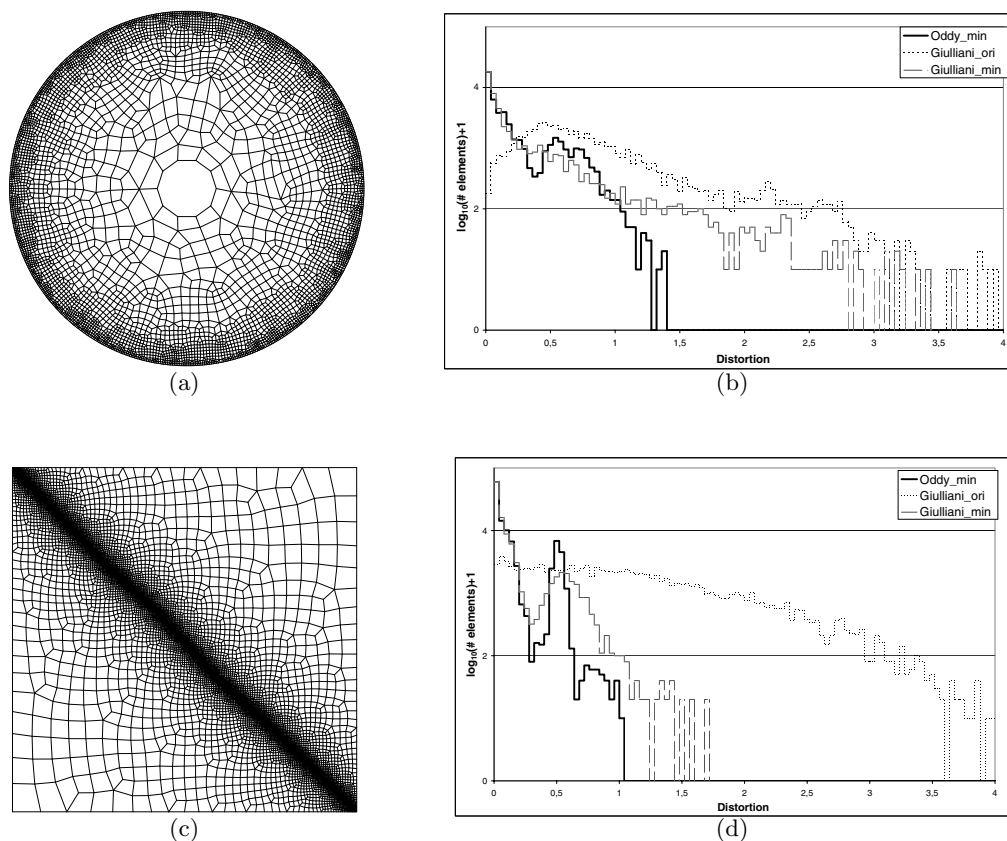 Oddy_min
Giulliani_ori
Giulliani_min
4
2
0
log10(# elements)+1
0 0,5 1 1,5 2 2,5 3 3,5 4
Distortion
(a) (b)
Oddy_min
Giulliani_ori
Giulliani_min
4
2
0
log10(# elements)+1
0 0,5 1 1,5 2 2,5 3 3,5 4
Distortion
(c) (d)